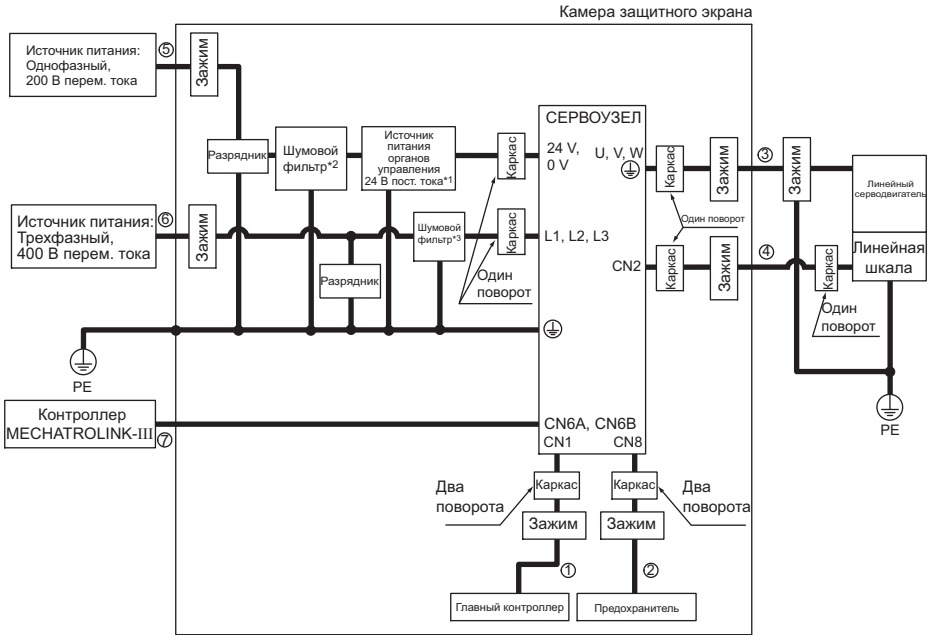 Камера защитного экрана
Источник питания:
Однофазный,
200 В перем. тока
⑤
Зажим
Разрядник
Шумовой
фильтр*2
Источник
питания
органов
управления
24 В пост. тока*1
Каркас
СЕРВОУЗЕЛ
24 V,
0 V
U, V, W
Каркас
Зажим
③
Зажим
Линейный
серводвигатель
Источник питания:
Трехфазный,
400 В перем. тока
⑥
Зажим
Разрядник
Шумовой
фильтр*3
Каркас
L1, L2, L3
Один
поворот
Один поворот
CN2
Каркас
Зажим
④
Каркас
Линейная
шкала
Один
поворот
PE
PE
Контроллер
MECHATROLINK-III
⑦
CN6A, CN6B
CN1
CN8
Два
поворота
Каркас
Каркас
Два
поворота
Зажим
Зажим
①
②
Главный контроллер
Предохранитель